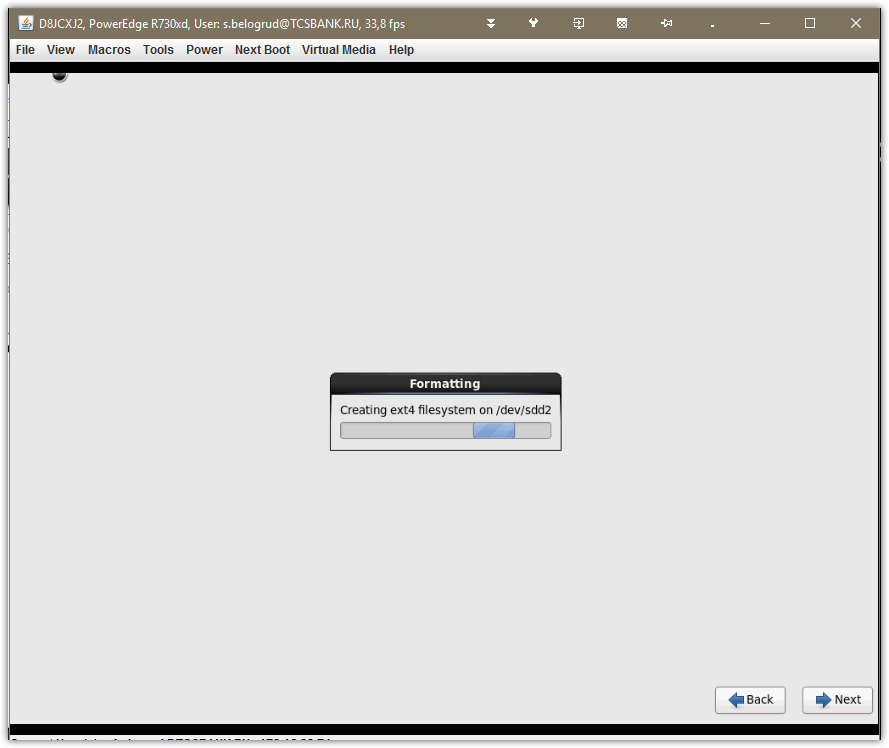 D8JCXJ2, PowerEdge R730xd, User: s.belogrud@TCSBANK.RU, 33,8 fps
File View Macros Tools Power Next Boot Virtual Media Help
Formatting
Creating ext4 filesystem on /dev/sdd2
Back Next